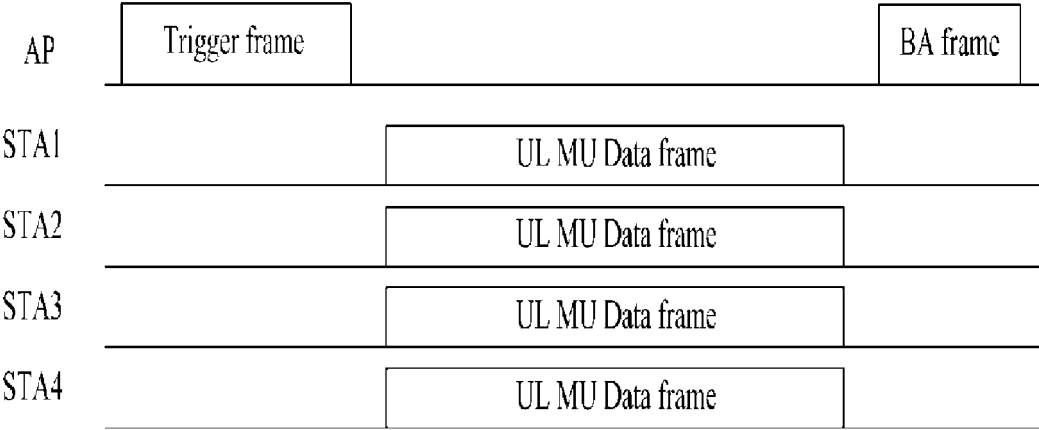 AP
Trigger frame
BA frame
STA1
UL MU Data frame
STA2
UL MU Data frame
STA3
UL MU Data frame
STA4
UL MU Data frame